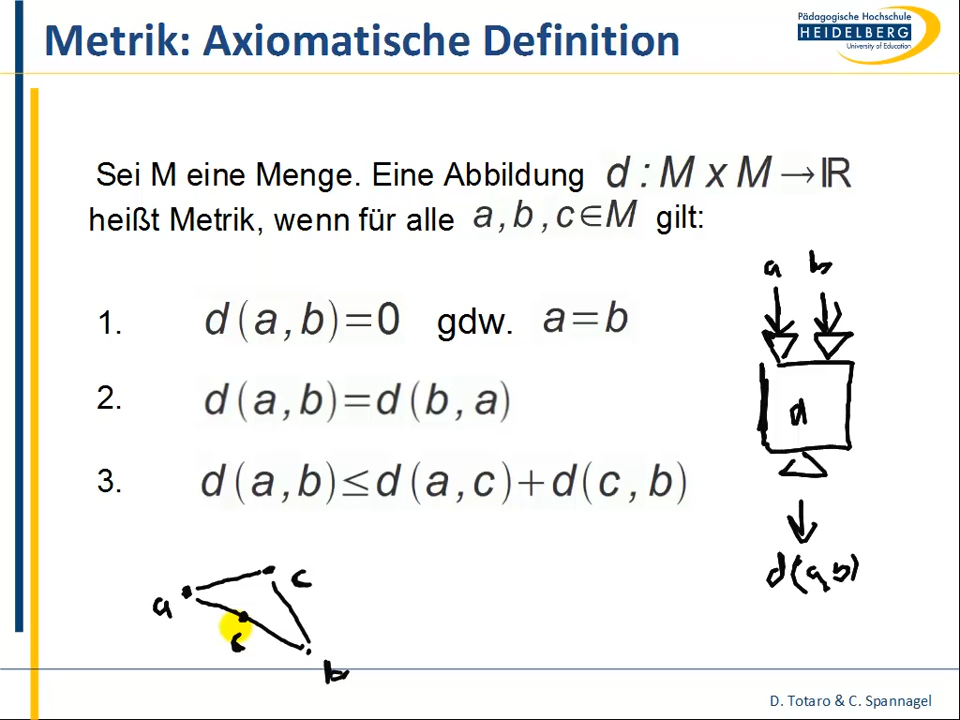 Metrik: Axiomatische Definition
Pädagogische Hochschule
HEIDELBERG
University of Education
Sei M eine Menge. Eine Abbildung d : M x M → ℝ
heißt Metrik, wenn für alle a , b , c ∈ M gilt:
1. d (a , b) = 0 gdw. a = b
2. d (a , b) = d (b , a)
3. d (a , b) ≤ d (a , c) + d (c , b)
a b
d
d(a,b)
a c
c
b
D. Totaro & C. Spannagel